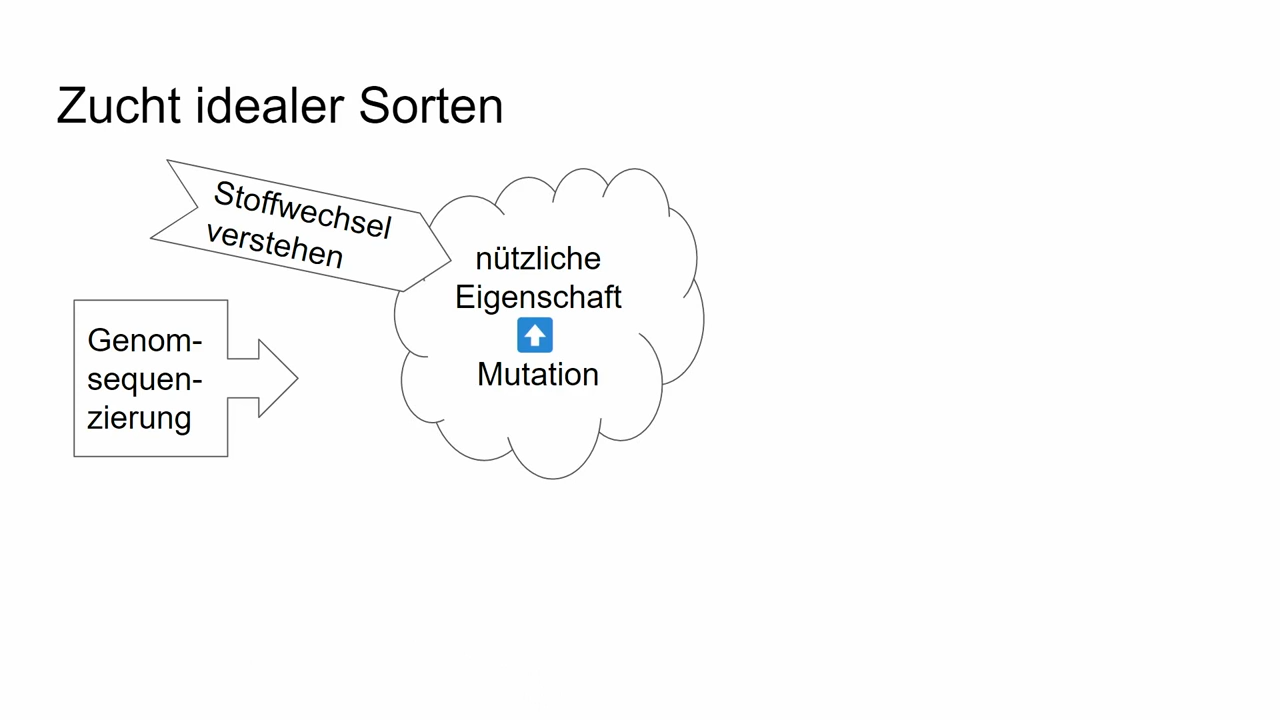 Zucht idealer Sorten
Stoffwechsel
verstehen
nützliche
Eigenschaft
⬆️
Mutation
Genom-
sequen-
zierung